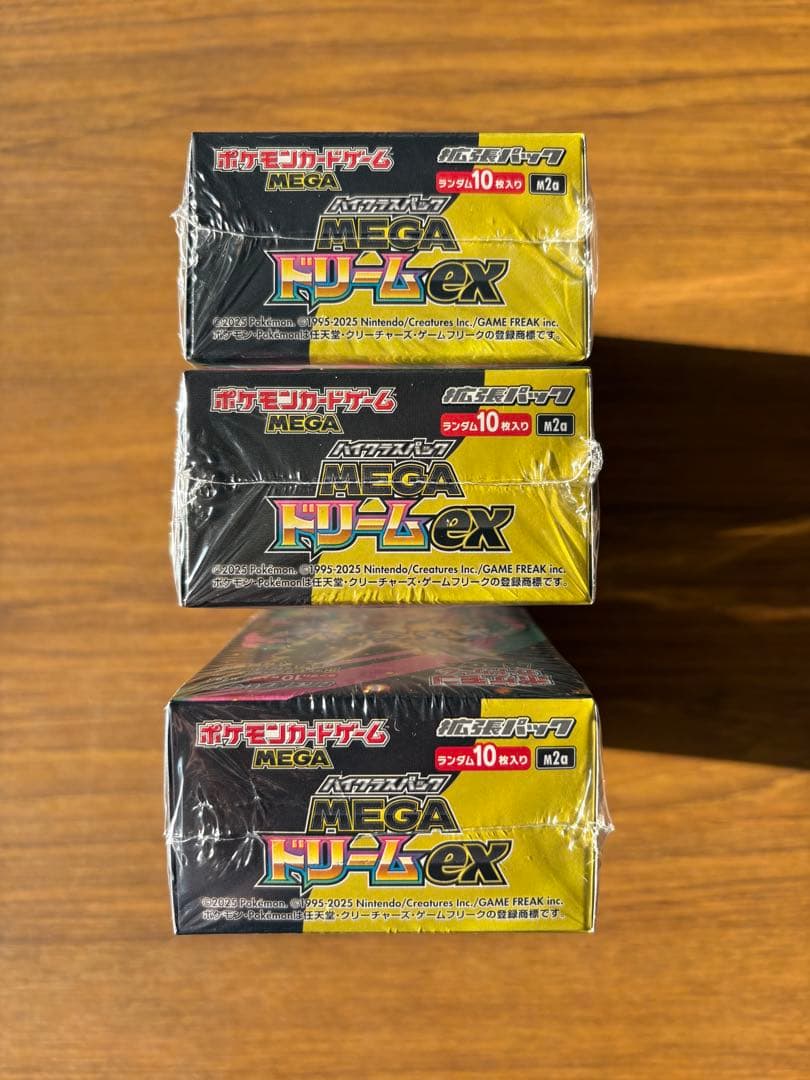 ポケモンカードゲーム
MEGA
拡張パック
ランダム10枚入り M2a
ハイクラスパック
MEGA
ドリームex
©2025 Pokémon. ©1995-2025 Nintendo/Creatures Inc./GAME FREAK inc.
ポケモン・Pokémonは任天堂・クリーチャーズ・ゲームフリークの登録商標です。
ポケモンカードゲーム
MEGA
拡張パック
ランダム10枚入り M2a
ハイクラスパック
MEGA
ドリームex
©2025 Pokémon. ©1995-2025 Nintendo/Creatures Inc./GAME FREAK inc.
ポケモン・Pokémonは任天堂・クリーチャーズ・ゲームフリークの登録商標です。
ポケモンカードゲーム
MEGA
拡張パック
ランダム10枚入り M2a
ハイクラスパック
MEGA
ドリームex
©2025 Pokémon. ©1995-2025 Nintendo/Creatures Inc./GAME FREAK inc.
ポケモン・Pokémonは任天堂・クリーチャーズ・ゲームフリークの登録商標です。